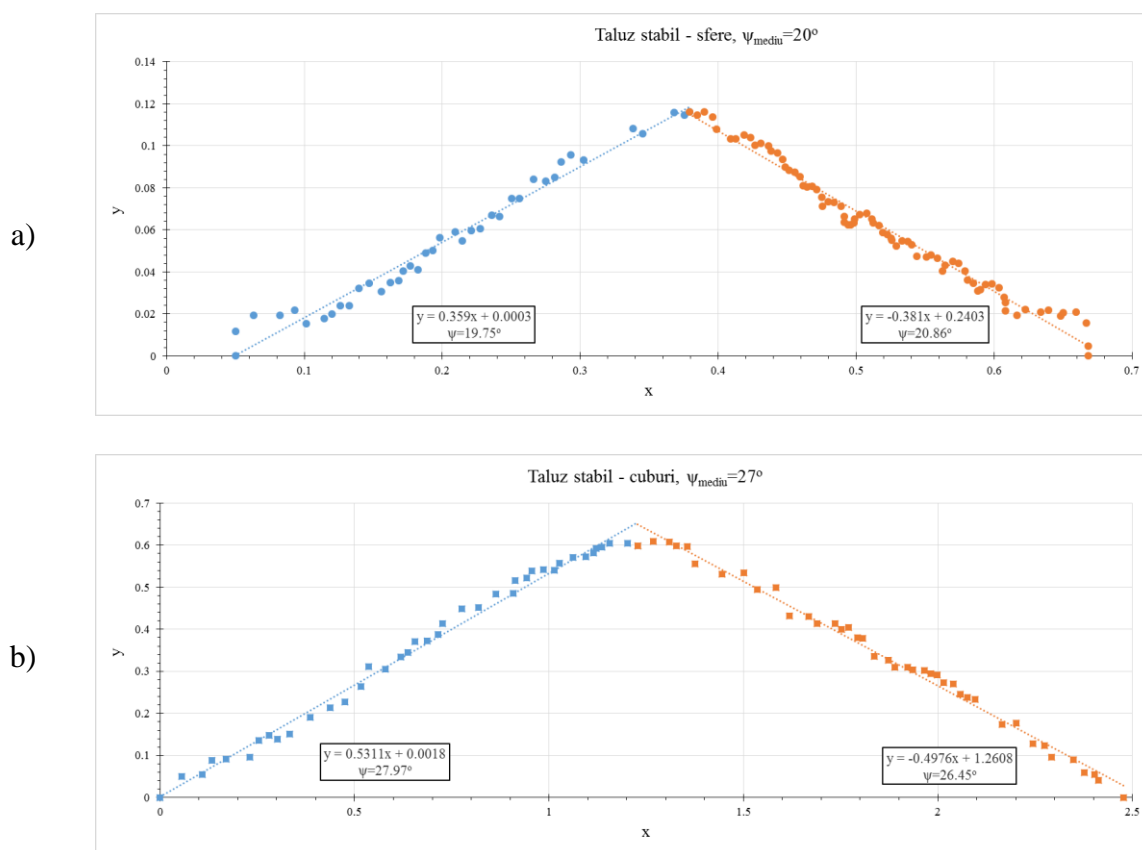 a)
Taluz stabil - sfere, ψmediu=20º
0.14
0.12
0.1
0.08
0.06
0.04
0.02
0
y
y = 0.359x + 0.0003
ψ=19.75º
y = -0.381x + 0.2403
ψ=20.86º
0 0.1 0.2 0.3 0.4 0.5 0.6 0.7
x
b)
Taluz stabil - cuburi, ψmediu=27º
0.7
0.6
0.5
0.4
0.3
0.2
0.1
0
y
y = 0.5311x + 0.0018
ψ=27.97º
y = -0.4976x + 1.2608
ψ=26.45º
0 0.5 1 1.5 2 2.5
x